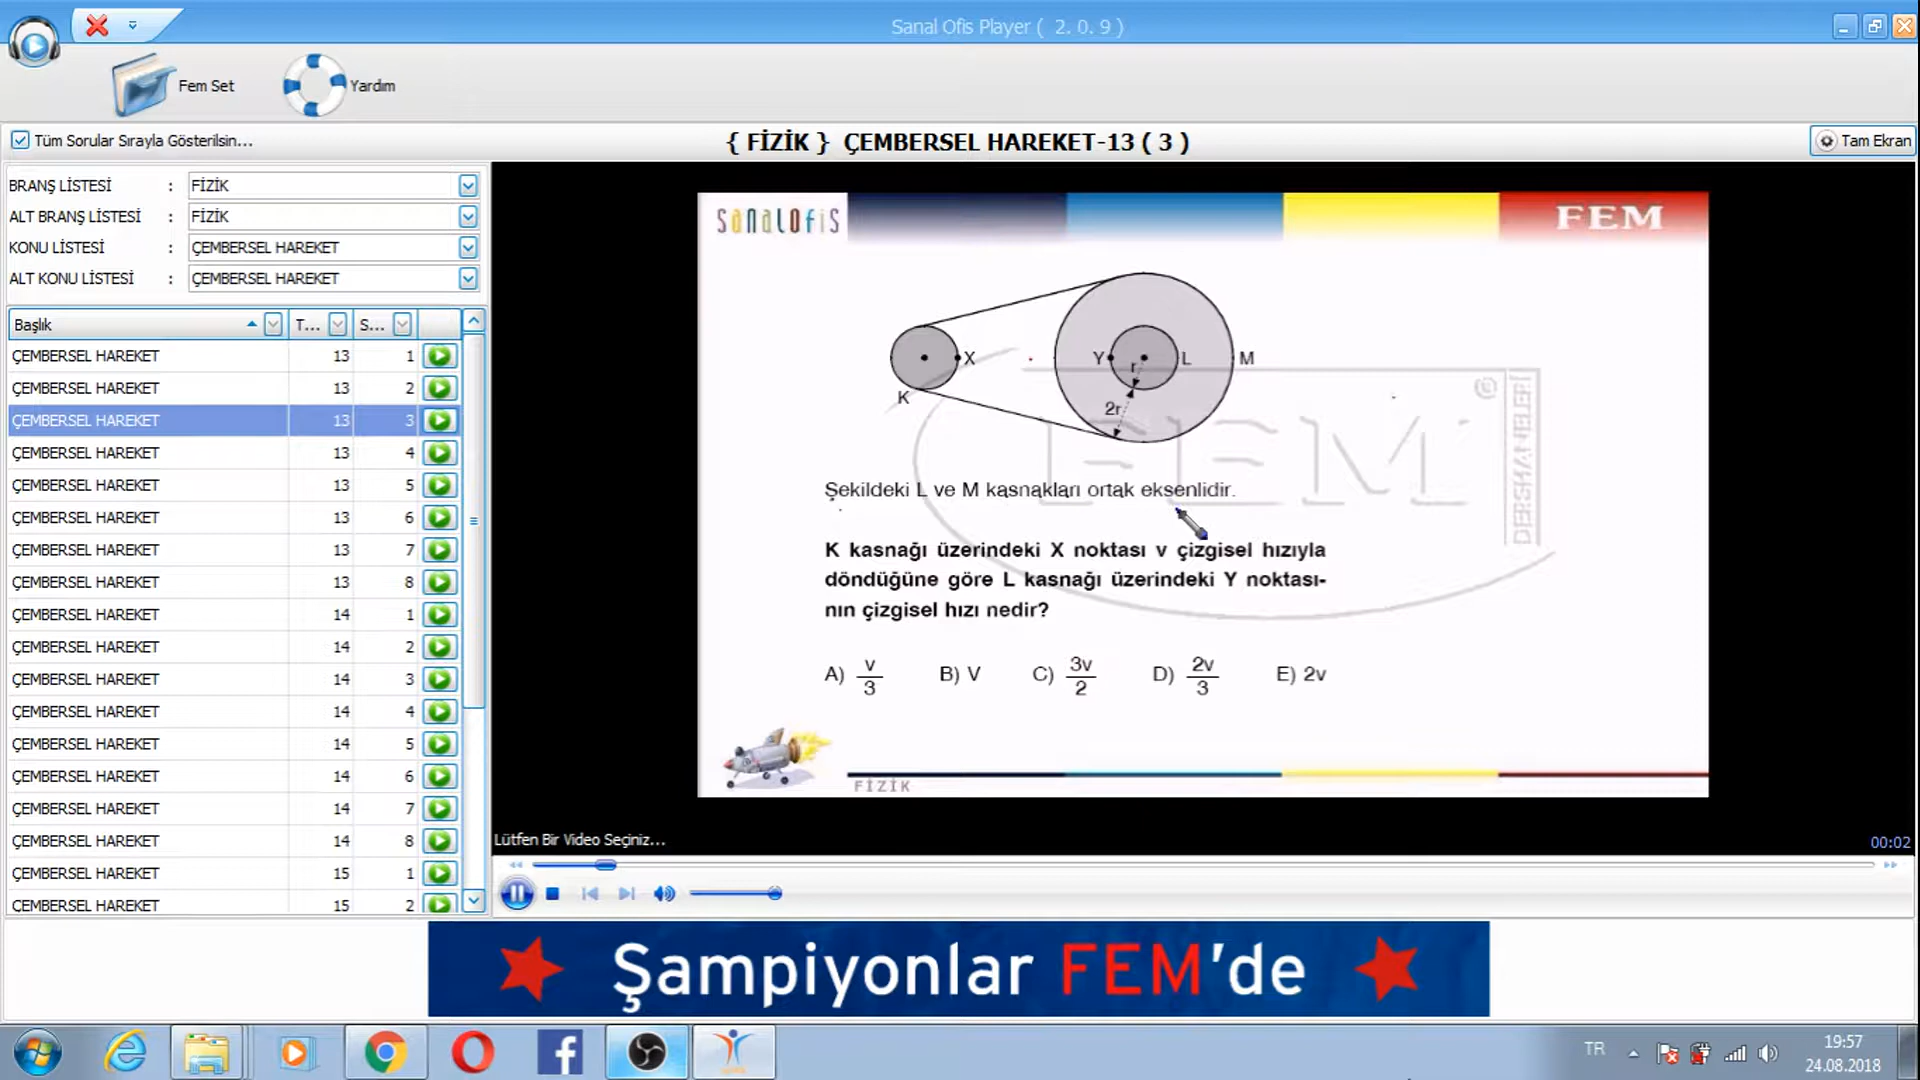 Sanal Ofis Player ( 2. 0. 9 )
Fem Set
Yardım
Tüm Sorular Sırayla Gösterilsin...
{ FİZİK } ÇEMBERSEL HAREKET-13 ( 3 )
Tam Ekran
BRANŞ LİSTESİ : FİZİK
ALT BRANŞ LİSTESİ : FİZİK
KONU LİSTESİ : ÇEMBERSEL HAREKET
ALT KONU LİSTESİ : ÇEMBERSEL HAREKET
Başlık T... S...
ÇEMBERSEL HAREKET 13 1
ÇEMBERSEL HAREKET 13 2
ÇEMBERSEL HAREKET 13 3
ÇEMBERSEL HAREKET 13 4
ÇEMBERSEL HAREKET 13 5
ÇEMBERSEL HAREKET 13 6
ÇEMBERSEL HAREKET 13 7
ÇEMBERSEL HAREKET 13 8
ÇEMBERSEL HAREKET 14 1
ÇEMBERSEL HAREKET 14 2
ÇEMBERSEL HAREKET 14 3
ÇEMBERSEL HAREKET 14 4
ÇEMBERSEL HAREKET 14 5
ÇEMBERSEL HAREKET 14 6
ÇEMBERSEL HAREKET 14 7
ÇEMBERSEL HAREKET 14 8
ÇEMBERSEL HAREKET 15 1
ÇEMBERSEL HAREKET 15 2
sanalofis
FEM
X Y L M
r
K
2r
FEM
DERSHANELERİ
Şekildeki L ve M kasnakları ortak eksenlidir.
K kasnağı üzerindeki X noktası v çizgisel hızıyla
döndüğüne göre L kasnağı üzerindeki Y noktası-
nın çizgisel hızı nedir?
A) v/3 B) V C) 3v/2 D) 2v/3 E) 2v
FİZİK
Lütfen Bir Video Seçiniz...
00:02
Şampiyonlar FEM'de
TR
19:57
24.08.2018